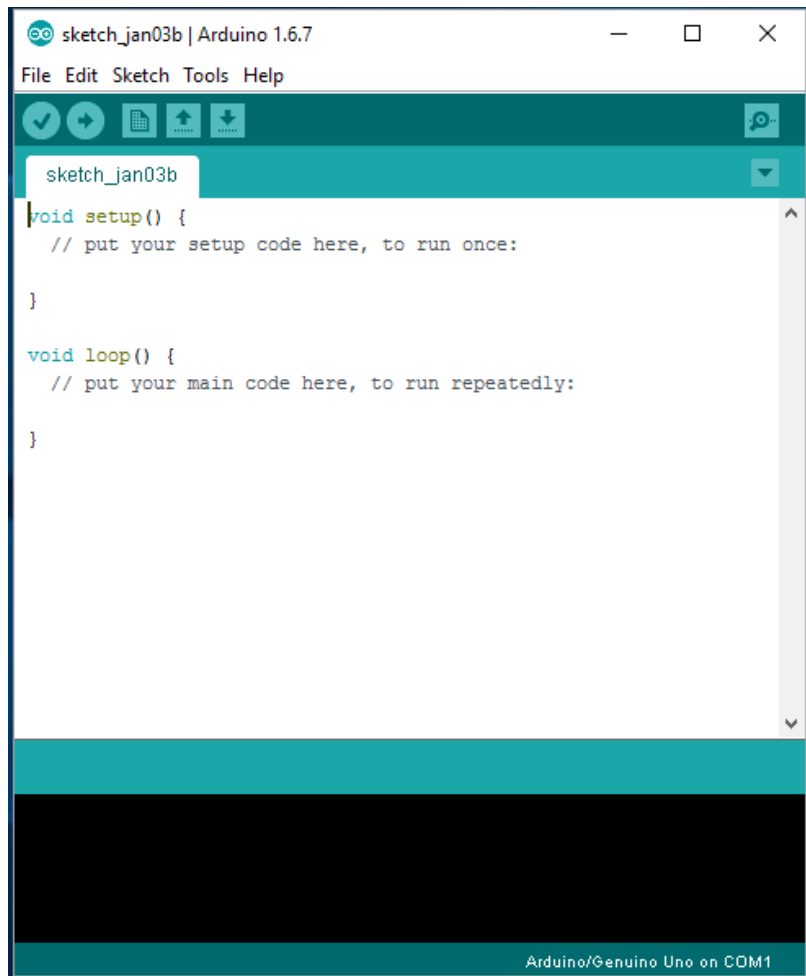 sketch_jan03b | Arduino 1.6.7
File Edit Sketch Tools Help
sketch_jan03b
void setup() {
  // put your setup code here, to run once:
}
void loop() {
  // put your main code here, to run repeatedly:
}
Arduino/Genuino Uno on COM1